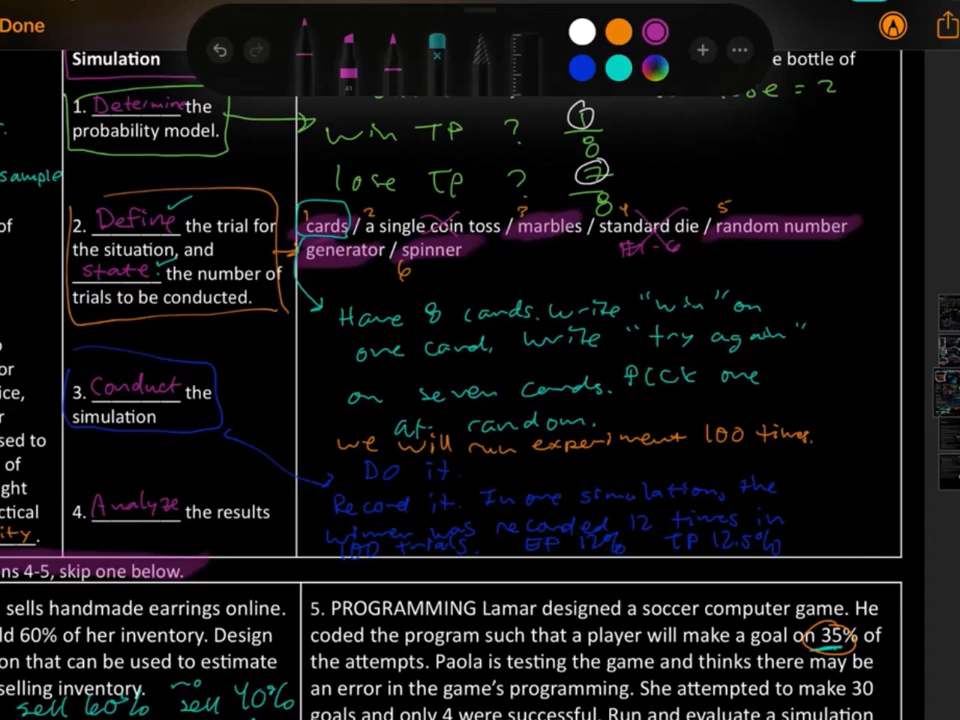 Done
Simulation
e bottle of
1. Determine the
probability model.
se = 2
win TP ? 1/8
lose TP ? 7/8
sample
of
2. Define the trial for
the situation, and
state the number of
trials to be conducted.
1 2 3 4 5
cards / a single coin toss / marbles / standard die / random number
generator / spinner
6
Have 8 cards. write "win" on
one card, write "try again"
on seven cards. Pick one
at random.
we will run experiment 100 times.
or
ice,
r
sed to
of
ght
ctical
ity.
3. Conduct the
simulation
Do it.
Record it. In one simulation, the
winner was recorded 12 times in
100 trials. EP 12% TP 12.5%
4. Analyze the results
ns 4-5, skip one below.
sells handmade earrings online.
ld 60% of her inventory. Design
on that can be used to estimate
selling inventory.
sell 60% no sell 40%
5. PROGRAMMING Lamar designed a soccer computer game. He
coded the program such that a player will make a goal on 35% of
the attempts. Paola is testing the game and thinks there may be
an error in the game's programming. She attempted to make 30
goals and only 4 were successful. Run and evaluate a simulation